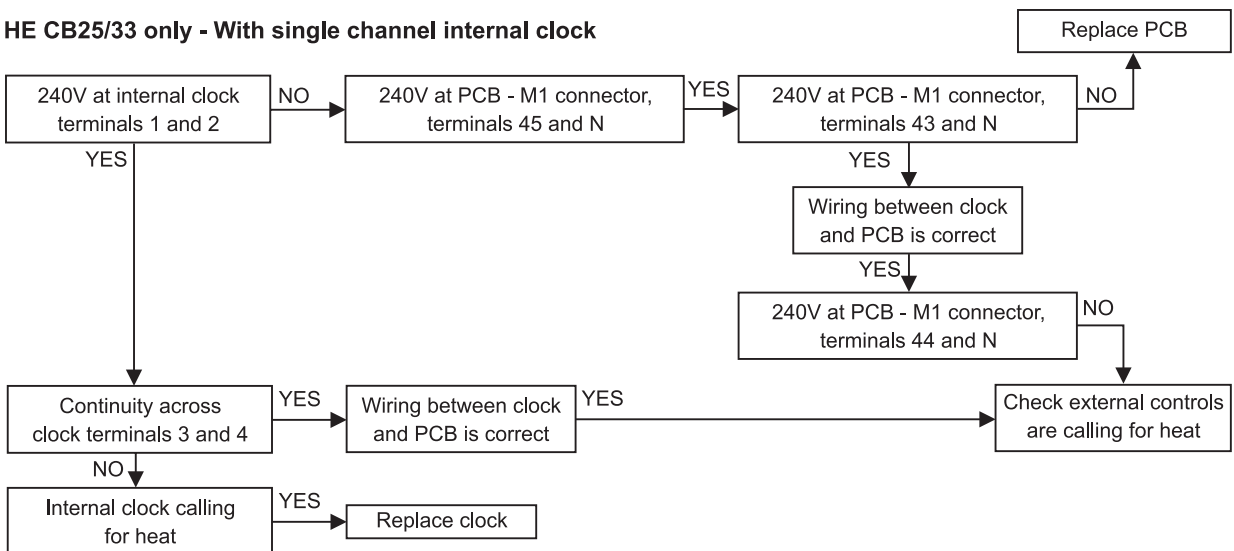 HE CB25/33 only - With single channel internal clock
Replace PCB
240V at internal clock
terminals 1 and 2
NO
240V at PCB - M1 connector,
terminals 45 and N
YES
240V at PCB - M1 connector,
terminals 43 and N
NO
YES
YES
Wiring between clock
and PCB is correct
YES
240V at PCB - M1 connector,
terminals 44 and N
NO
Continuity across
clock terminals 3 and 4
YES
Wiring between clock
and PCB is correct
YES
Check external controls
are calling for heat
NO
Internal clock calling
for heat
YES
Replace clock